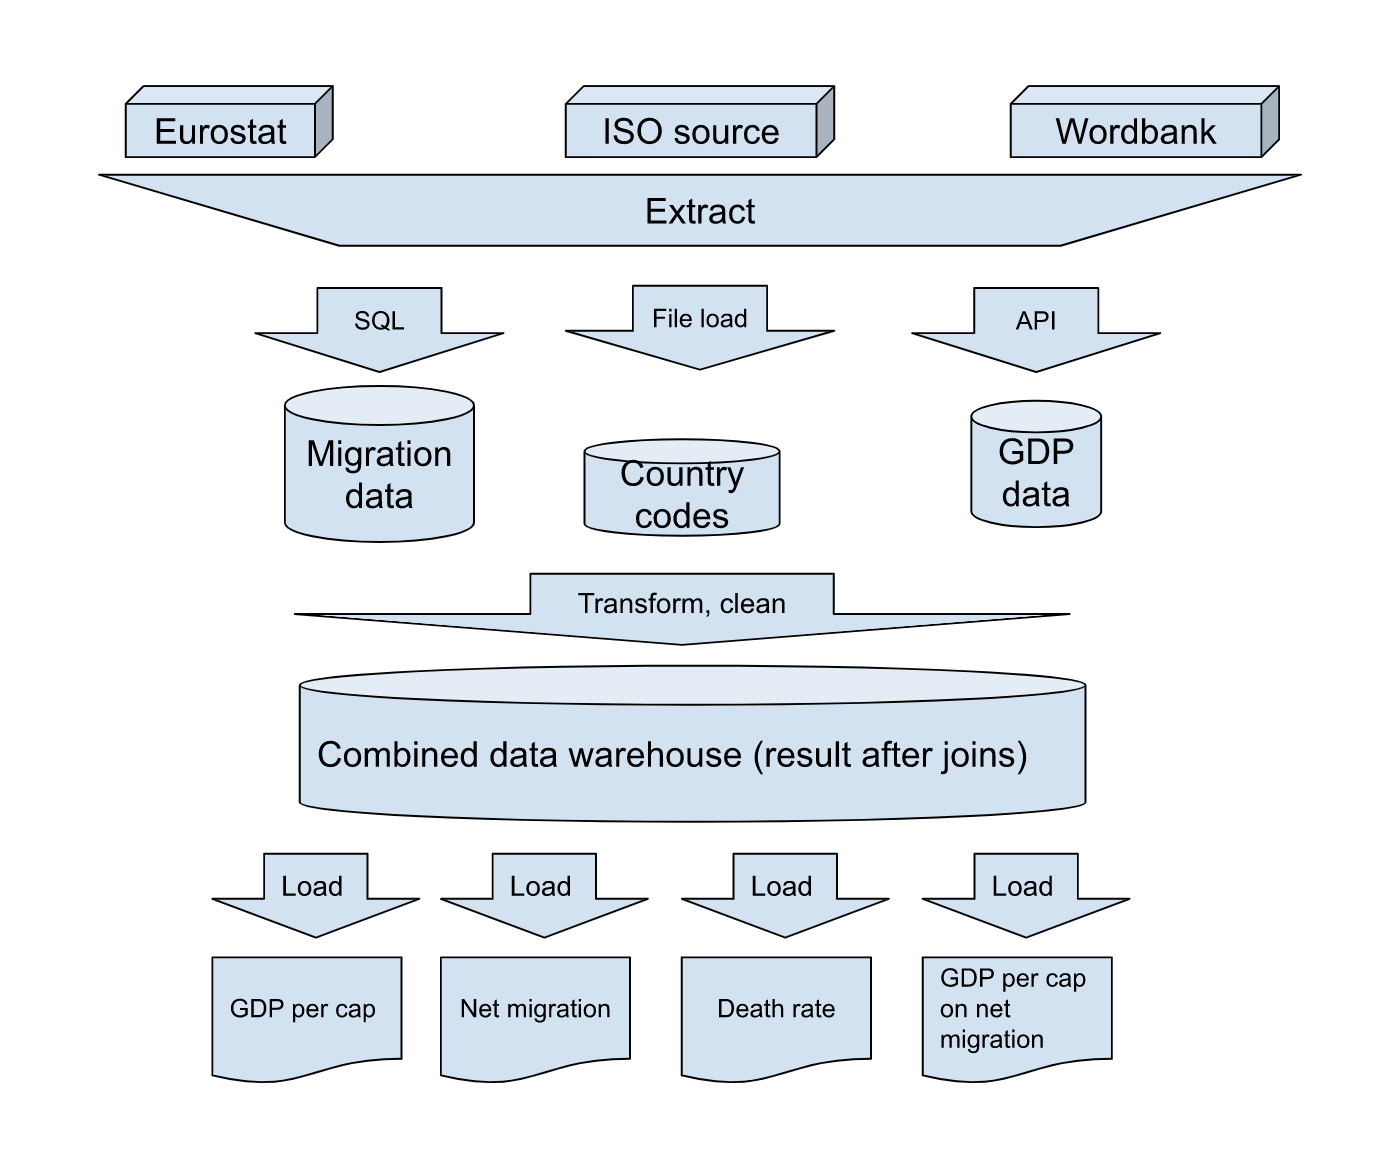 Eurostat
ISO source
Wordbank
Extract
SQL
File load
API
Migration
data
Country
codes
GDP
data
Transform, clean
Combined data warehouse (result after joins)
Load
Load
Load
Load
GDP per cap
Net migration
Death rate
GDP per cap
on net
migration